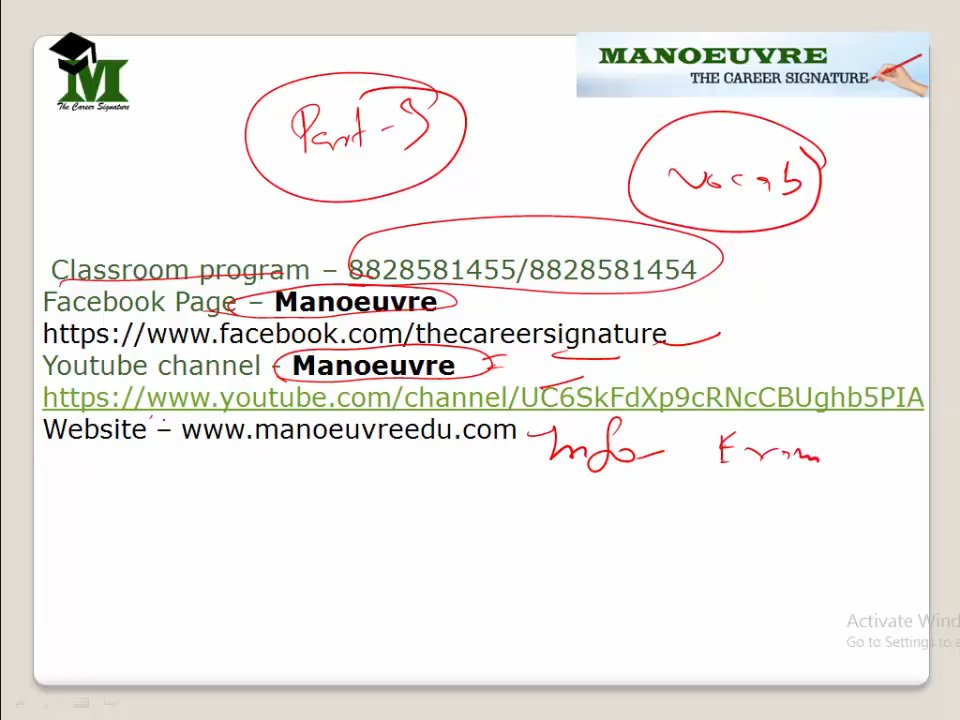 M
The Career Signature
MANOEUVRE
THE CAREER SIGNATURE
Vocab
Classroom program – 8828581455/8828581454
Facebook Page – Manoeuvre
https://www.facebook.com/thecareersignature
Youtube channel - Manoeuvre
https://www.youtube.com/channel/UC6SkFdXp9cRNcCBUghb5PIA
Website – www.manoeuvreedu.com
Info
Activate Wind
Go to Settings to a